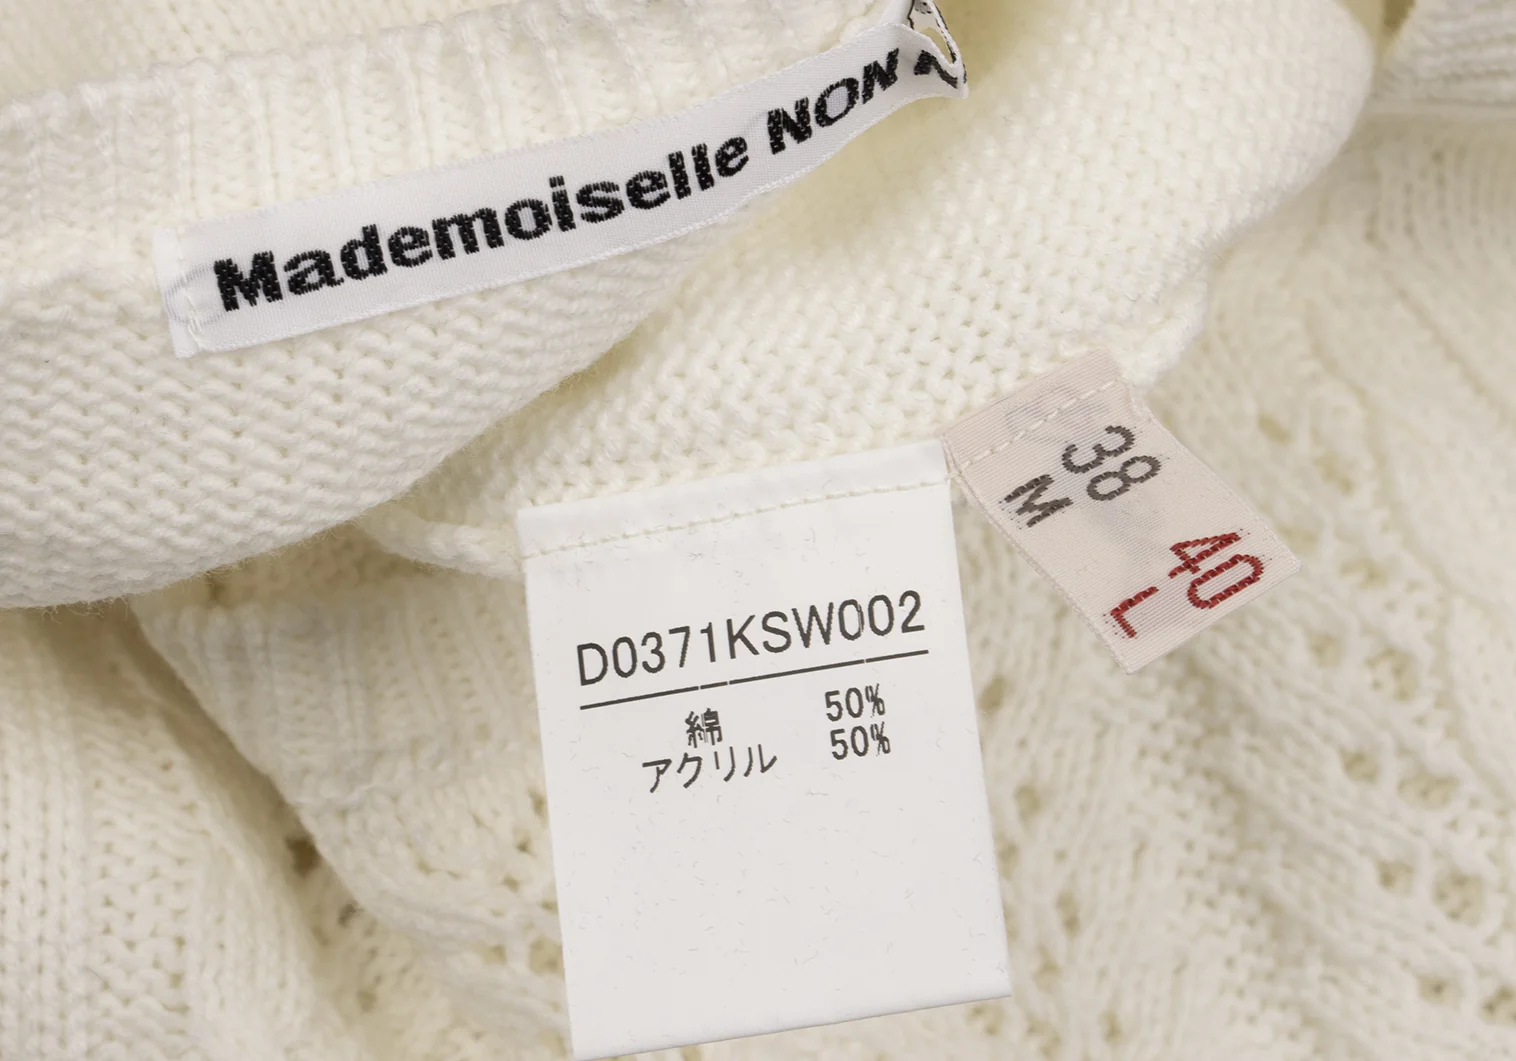 Mademoiselle NON
D0371KSW002
綿 50%
アクリル 50%
38 40
M L